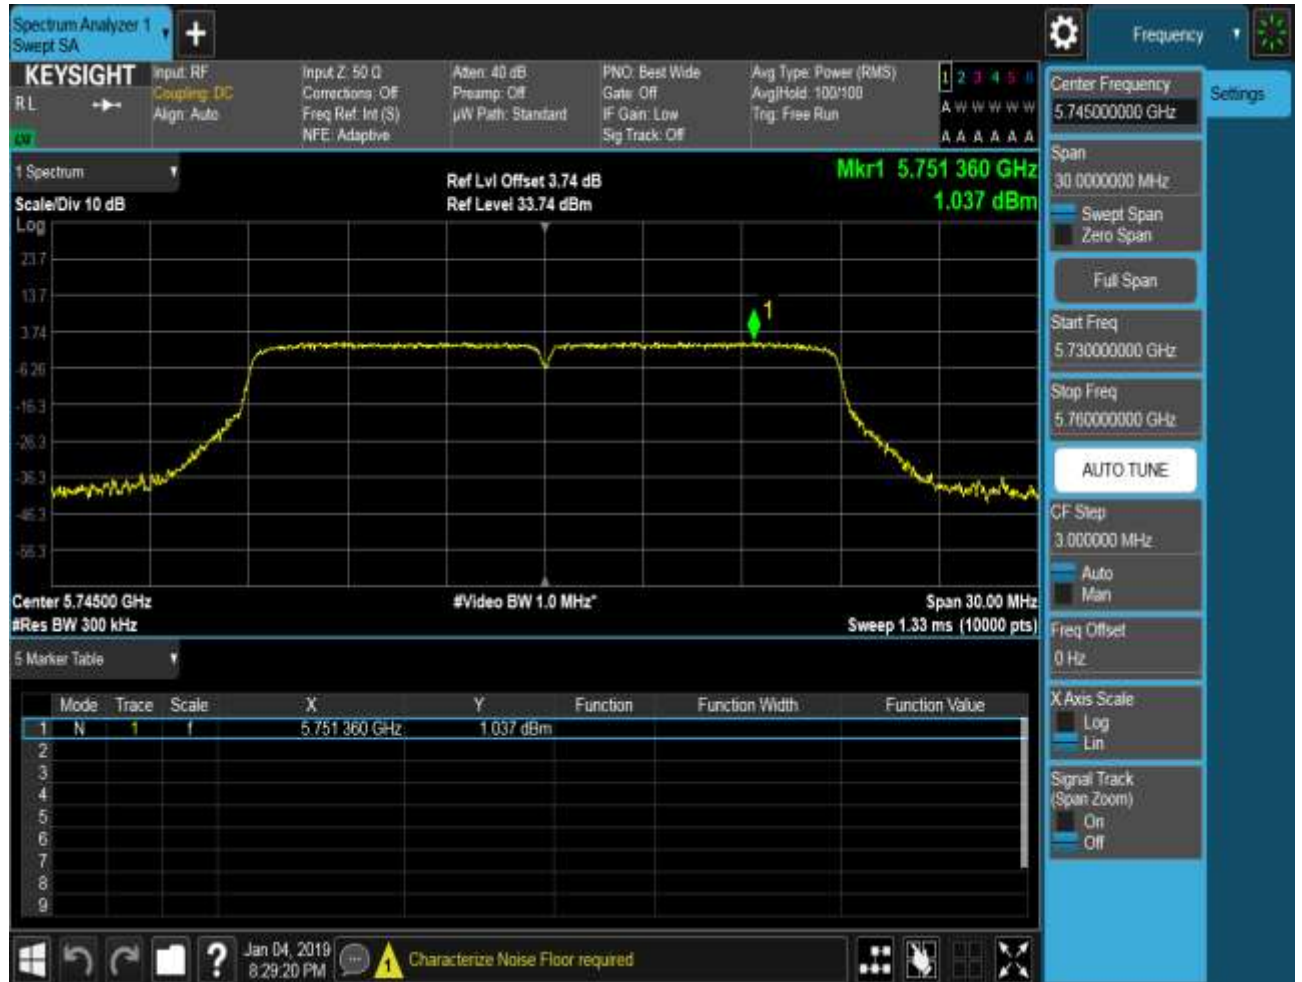 Spectrum Analyzer 1
Swept SA
+
Frequency
KEYSIGHT
R L
Input: RF
Coupling: DC
Align: Auto
Input Z: 50 Ω
Corrections: Off
Freq Ref: Int (S)
NFE: Adaptive
Atten: 40 dB
Preamp: Off
µW Path: Standard
PNO: Best Wide
Gate: Off
IF Gain: Low
Sig Track: Off
Avg Type: Power (RMS)
Avg|Hold: 100/100
Trig: Free Run
1 2 3 4 5 6
A W W W W W
A A A A A A
1 Spectrum
Scale/Div 10 dB
Log
Ref Lvl Offset 3.74 dB
Ref Level 33.74 dBm
Mkr1 5.751 360 GHz
1.037 dBm
23.7
13.7
3.74
-6.26
-16.3
-26.3
-36.3
-46.3
-56.3
1
Center 5.74500 GHz
#Res BW 300 kHz
#Video BW 1.0 MHz*
Span 30.00 MHz
Sweep 1.33 ms (10000 pts)
5 Marker Table
Mode Trace Scale X Y Function Function Width Function Value
1 N 1 f 5.751 360 GHz 1.037 dBm
2
3
4
5
6
7
8
9
Jan 04, 2019
8:29:20 PM
Characterize Noise Floor required
Center Frequency
5.745000000 GHz
Settings
Span
30.0000000 MHz
Swept Span
Zero Span
Full Span
Start Freq
5.730000000 GHz
Stop Freq
5.760000000 GHz
AUTO TUNE
CF Step
3.000000 MHz
Auto
Man
Freq Offset
0 Hz
X Axis Scale
Log
Lin
Signal Track
(Span Zoom)
On
Off